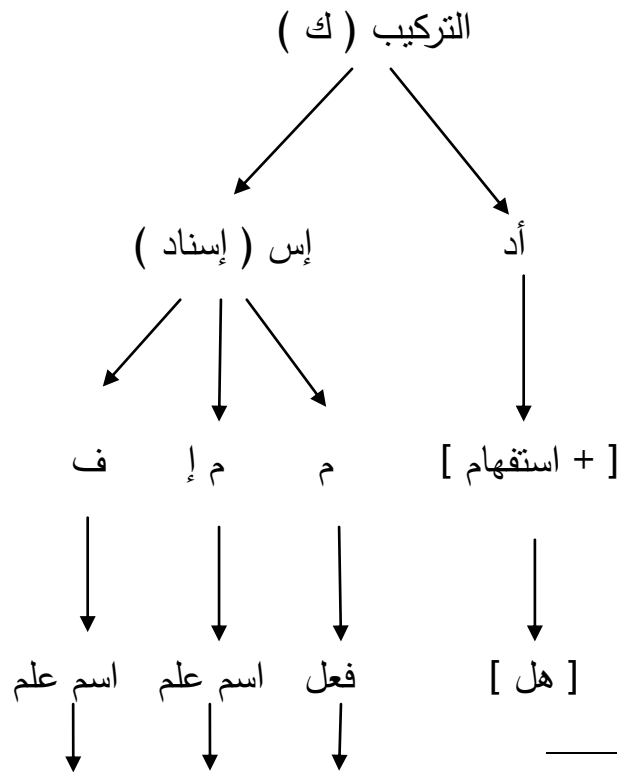 التركيب ( ك )
أد إس ( إسناد )
[ + استفهام ] م م إ ف
[ هل ] فعل اسم علم اسم علم